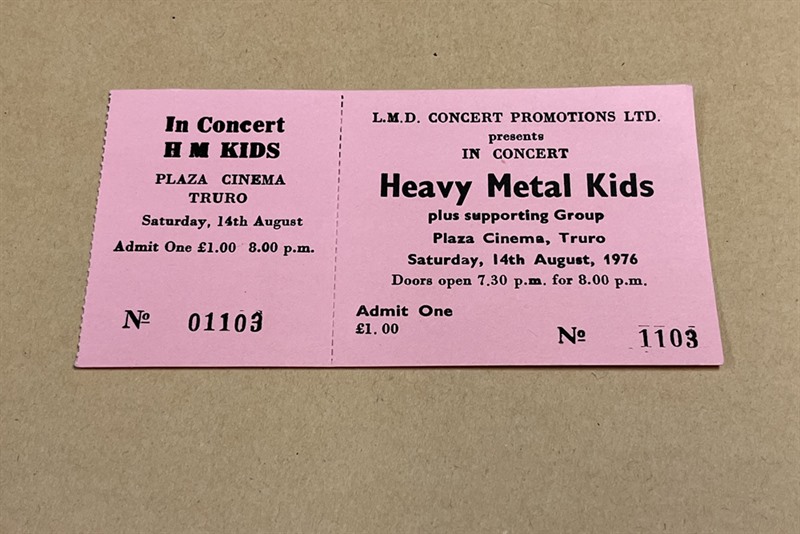 In Concert
H M KIDS
PLAZA CINEMA
TRURO
Saturday, 14th August
Admit One £1.00 8.00 p.m.
Nº 01103
L.M.D. CONCERT PROMOTIONS LTD.
presents
IN CONCERT
Heavy Metal Kids
plus supporting Group
Plaza Cinema, Truro
Saturday, 14th August, 1976
Doors open 7.30 p.m. for 8.00 p.m.
Admit One
£1.00
Nº 1103